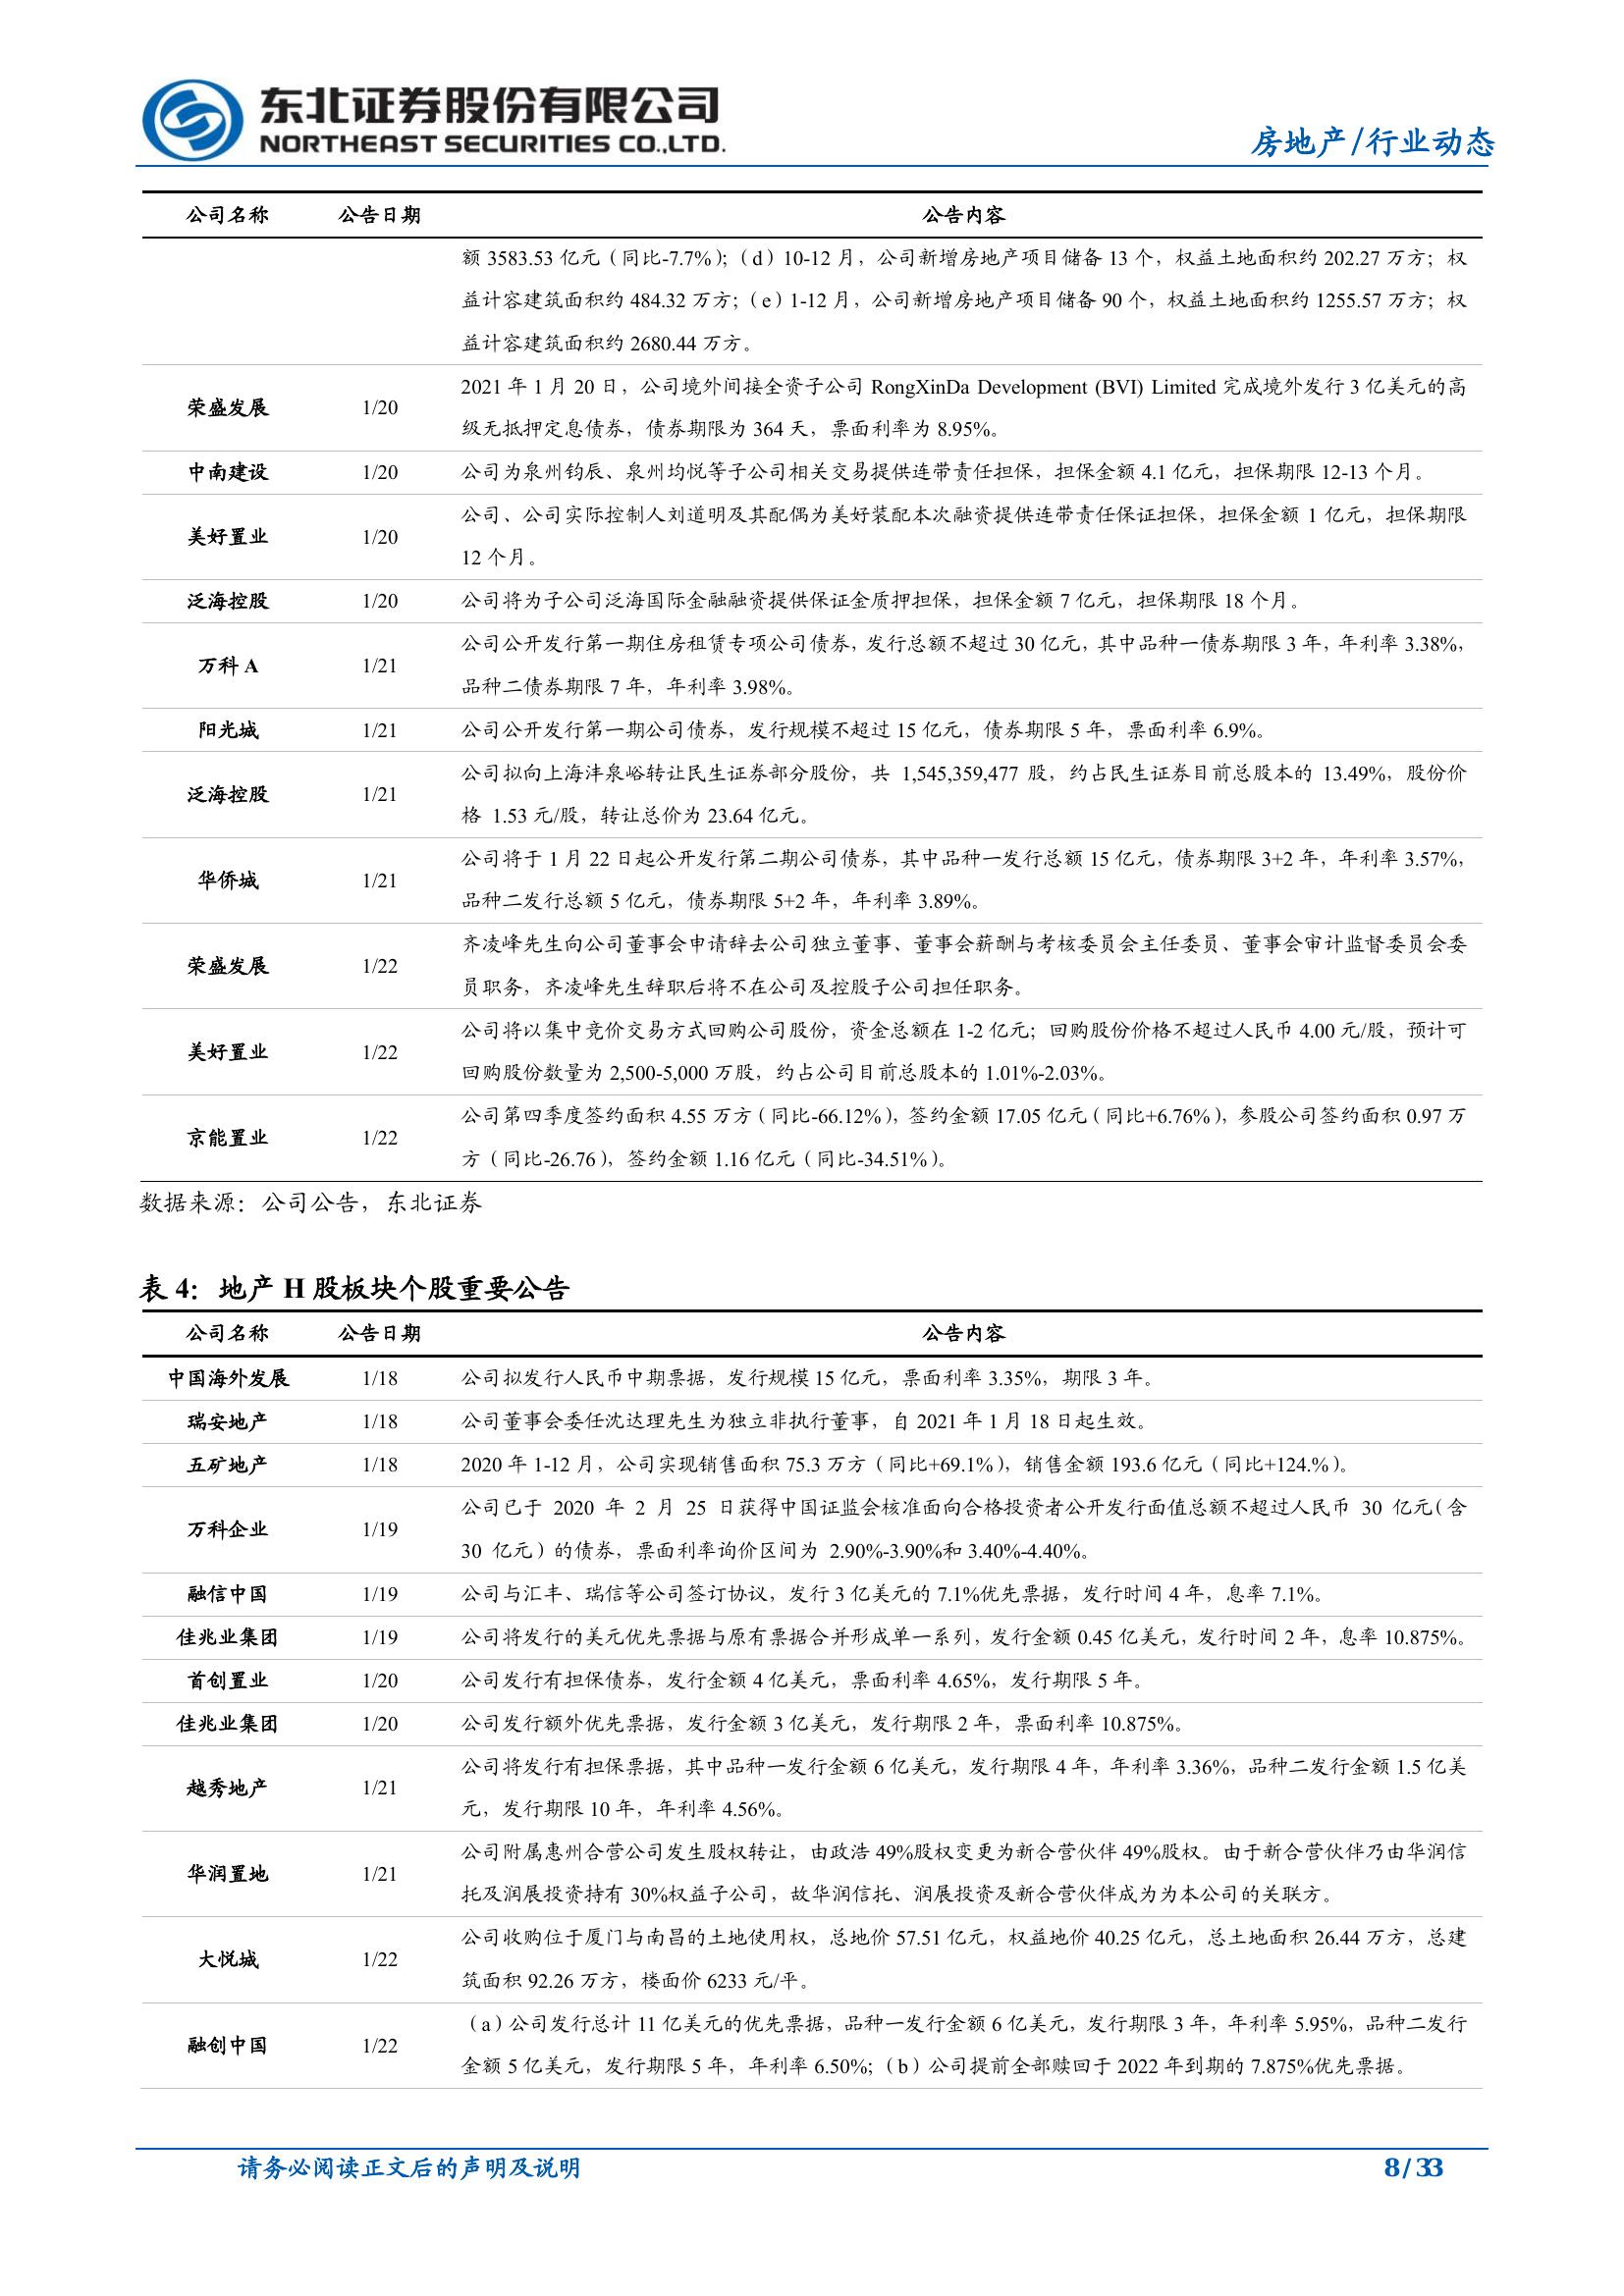 东北证券股份有限公司
NORTHEAST SECURITIES CO.,LTD.
房地产/行业动态
公司名称 公告日期 公告内容
额 3583.53 亿元（同比-7.7%）；（d）10-12 月，公司新增房地产项目储备 13 个，权益土地面积约 202.27 万方；权
益计容建筑面积约 484.32 万方；（e）1-12 月，公司新增房地产项目储备 90 个，权益土地面积约 1255.57 万方；权
益计容建筑面积约 2680.44 万方。
荣盛发展 1/20 2021 年 1 月 20 日，公司境外间接全资子公司 RongXinDa Development (BVI) Limited 完成境外发行 3 亿美元的高
级无抵押定息债券，债券期限为 364 天，票面利率为 8.95%。
中南建设 1/20 公司为泉州钧辰、泉州均悦等子公司相关交易提供连带责任担保，担保金额 4.1 亿元，担保期限 12-13 个月。
美好置业 1/20 公司、公司实际控制人刘道明及其配偶为美好装配本次融资提供连带责任保证担保，担保金额 1 亿元，担保期限
12 个月。
泛海控股 1/20 公司将为子公司泛海国际金融融资提供保证金质押担保，担保金额 7 亿元，担保期限 18 个月。
万科 A 1/21 公司公开发行第一期住房租赁专项公司债券，发行总额不超过 30 亿元，其中品种一债券期限 3 年，年利率 3.38%，
品种二债券期限 7 年，年利率 3.98%。
阳光城 1/21 公司公开发行第一期公司债券，发行规模不超过 15 亿元，债券期限 5 年，票面利率 6.9%。
泛海控股 1/21 公司拟向上海沣泉峪转让民生证券部分股份，共 1,545,359,477 股，约占民生证券目前总股本的 13.49%，股份价
格 1.53 元/股，转让总价为 23.64 亿元。
华侨城 1/21 公司将于 1 月 22 日起公开发行第二期公司债券，其中品种一发行总额 15 亿元，债券期限 3+2 年，年利率 3.57%，
品种二发行总额 5 亿元，债券期限 5+2 年，年利率 3.89%。
荣盛发展 1/22 齐凌峰先生向公司董事会申请辞去公司独立董事、董事会薪酬与考核委员会主任委员、董事会审计监督委员会委
员职务，齐凌峰先生辞职后将不在公司及控股子公司担任职务。
美好置业 1/22 公司将以集中竞价交易方式回购公司股份，资金总额在 1-2 亿元；回购股份价格不超过人民币 4.00 元/股，预计可
回购股份数量为 2,500-5,000 万股，约占公司目前总股本的 1.01%-2.03%。
京能置业 1/22 公司第四季度签约面积 4.55 万方（同比-66.12%），签约金额 17.05 亿元（同比+6.76%），参股公司签约面积 0.97 万
方（同比-26.76），签约金额 1.16 亿元（同比-34.51%）。
数据来源：公司公告，东北证券
表 4：地产 H 股板块个股重要公告
公司名称 公告日期 公告内容
中国海外发展 1/18 公司拟发行人民币中期票据，发行规模 15 亿元，票面利率 3.35%，期限 3 年。
瑞安地产 1/18 公司董事会委任沈达理先生为独立非执行董事，自 2021 年 1 月 18 日起生效。
五矿地产 1/18 2020 年 1-12 月，公司实现销售面积 75.3 万方（同比+69.1%），销售金额 193.6 亿元（同比+124.%）。
万科企业 1/19 公司已于 2020 年 2 月 25 日获得中国证监会核准面向合格投资者公开发行面值总额不超过人民币 30 亿元（含
30 亿元）的债券，票面利率询价区间为 2.90%-3.90%和 3.40%-4.40%。
融信中国 1/19 公司与汇丰、瑞信等公司签订协议，发行 3 亿美元的 7.1%优先票据，发行时间 4 年，息率 7.1%。
佳兆业集团 1/19 公司将发行的美元优先票据与原有票据合并形成单一系列，发行金额 0.45 亿美元，发行时间 2 年，息率 10.875%。
首创置业 1/20 公司发行有担保债券，发行金额 4 亿美元，票面利率 4.65%，发行期限 5 年。
佳兆业集团 1/20 公司发行额外优先票据，发行金额 3 亿美元，发行期限 2 年，票面利率 10.875%。
越秀地产 1/21 公司将发行有担保票据，其中品种一发行金额 6 亿美元，发行期限 4 年，年利率 3.36%，品种二发行金额 1.5 亿美
元，发行期限 10 年，年利率 4.56%。
华润置地 1/21 公司附属惠州合营公司发生股权转让，由政浩 49%股权变更为新合营伙伴 49%股权。由于新合营伙伴乃由华润信
托及润展投资持有 30%权益子公司，故华润信托、润展投资及新合营伙伴成为为本公司的关联方。
大悦城 1/22 公司收购位于厦门与南昌的土地使用权，总地价 57.51 亿元，权益地价 40.25 亿元，总土地面积 26.44 万方，总建
筑面积 92.26 万方，楼面价 6233 元/平。
融创中国 1/22 （a）公司发行总计 11 亿美元的优先票据，品种一发行金额 6 亿美元，发行期限 3 年，年利率 5.95%，品种二发行
金额 5 亿美元，发行期限 5 年，年利率 6.50%；（b）公司提前全部赎回于 2022 年到期的 7.875%优先票据。
请务必阅读正文后的声明及说明 8 / 33